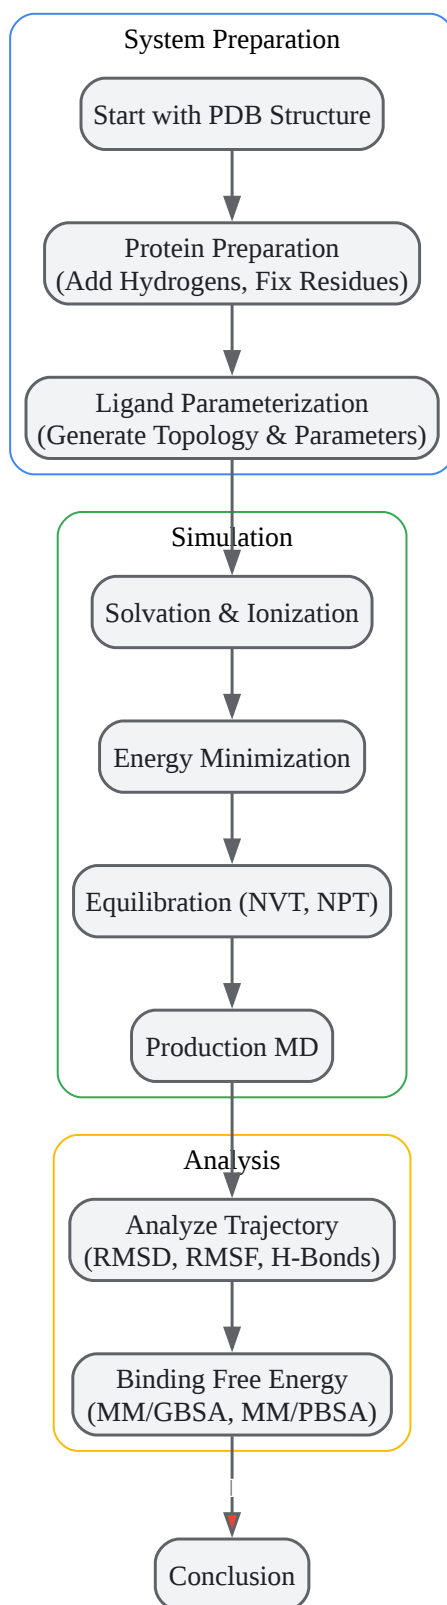 System Preparation
Start with PDB Structure
Protein Preparation
(Add Hydrogens, Fix Residues)
Ligand Parameterization
(Generate Topology & Parameters)
Simulation
Solvation & Ionization
Energy Minimization
Equilibration (NVT, NPT)
Production MD
Analysis
Analyze Trajectory
(RMSD, RMSF, H-Bonds)
Binding Free Energy
(MM/GBSA, MM/PBSA)
Conclusion